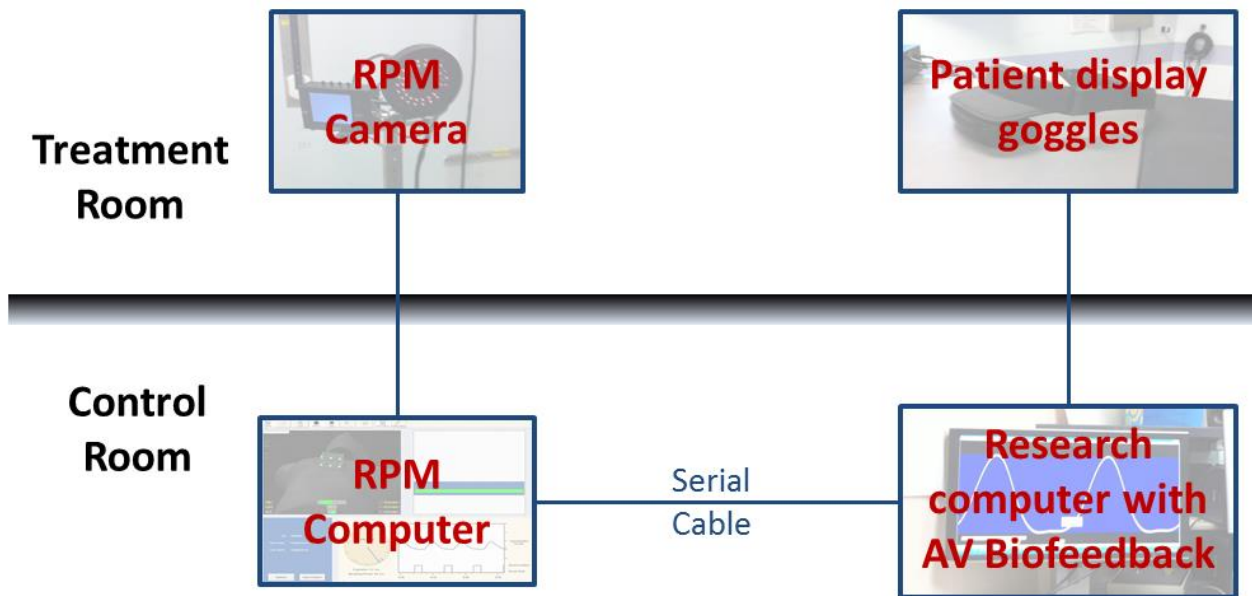 RPM
Camera
Patient display
goggles
Treatment
Room
Control
Room
RPM
Computer
Serial
Cable
Research
computer with
AV Biofeedback